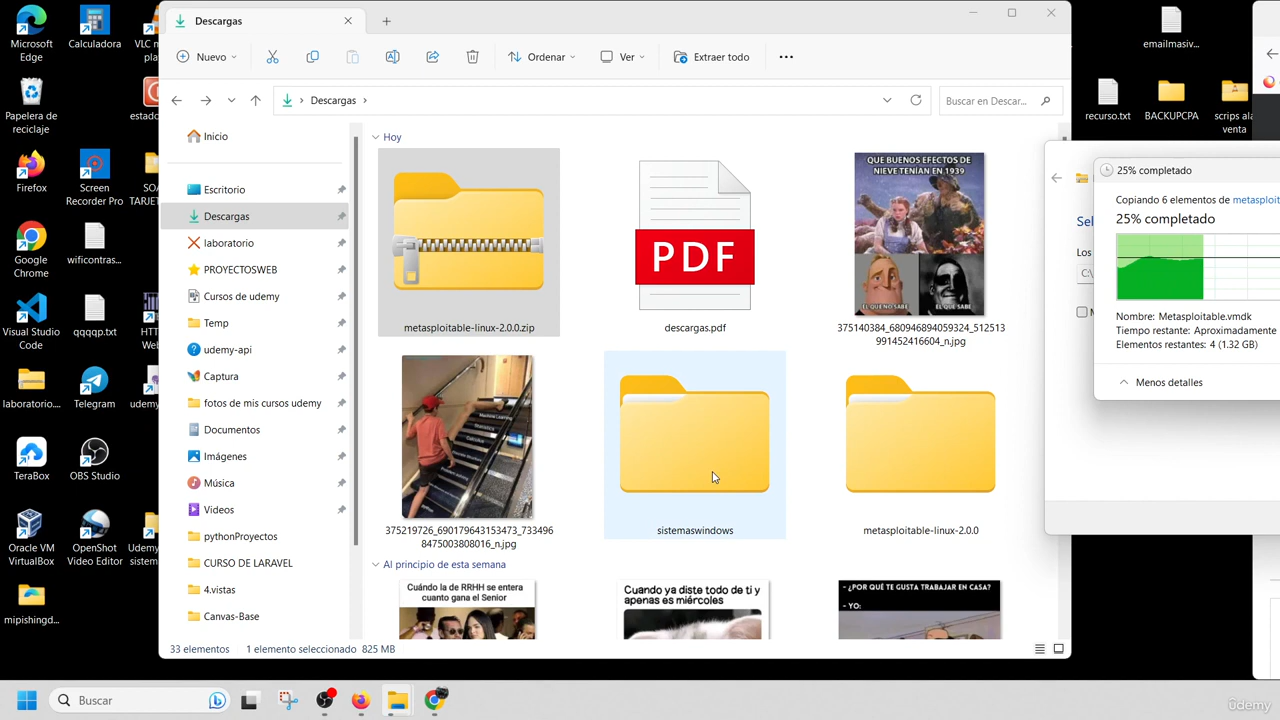 Microsoft
Edge
Calculadora
Papelera de
reciclaje
Firefox
Screen
Recorder Pro
Google
Chrome
wificontras...
Visual Studio
Code
qqqqp.txt
laboratorio....
Telegram
TeraBox
OBS Studio
Oracle VM
VirtualBox
OpenShot
Video Editor
mipishingd...
Descargas
Nuevo
Ordenar
Ver
Extraer todo
Descargas
Buscar en Descar...
Inicio
Escritorio
Descargas
laboratorio
PROYECTOSWEB
Cursos de udemy
Temp
udemy-api
Captura
fotos de mis cursos udemy
Documentos
Imágenes
Música
Videos
pythonProyectos
CURSO DE LARAVEL
4.vistas
Canvas-Base
Hoy
PDF
QUE BUENOS EFECTOS DE
NIEVE TENÍAN EN 1939
EL QUE NO SABE
EL QUE SABE
metasploitable-linux-2.0.0.zip
descargas.pdf
375140384_680946894059324_512513
991452416604_n.jpg
375219726_690179643153473_733496
8475003808016_n.jpg
sistemaswindows
metasploitable-linux-2.0.0
Al principio de esta semana
Cuándo la de RRHH se entera
cuanto gana el Senior
Cuando ya diste todo de ti y
apenas es miércoles
- ¿POR QUÉ TE GUSTA TRABAJAR EN CASA?
- YO:
33 elementos
1 elemento seleccionado 825 MB
emailmasiv...
recurso.txt
BACKUPCPA
scrips ala
venta
25% completado
Copiando 6 elementos de metasploit
25% completado
Nombre: Metasploitable.vmdk
Tiempo restante: Aproximadamente
Elementos restantes: 4 (1.32 GB)
Menos detalles
Sel
Los
C:\
Buscar
udemy